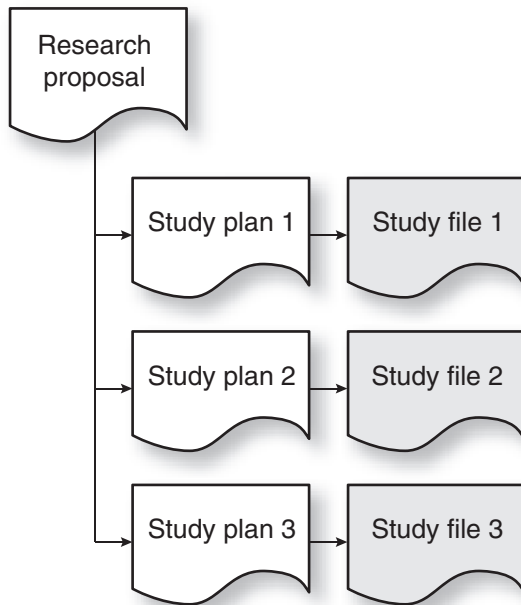 Research
proposal
Study plan 1
Study file 1
Study plan 2
Study file 2
Study plan 3
Study file 3